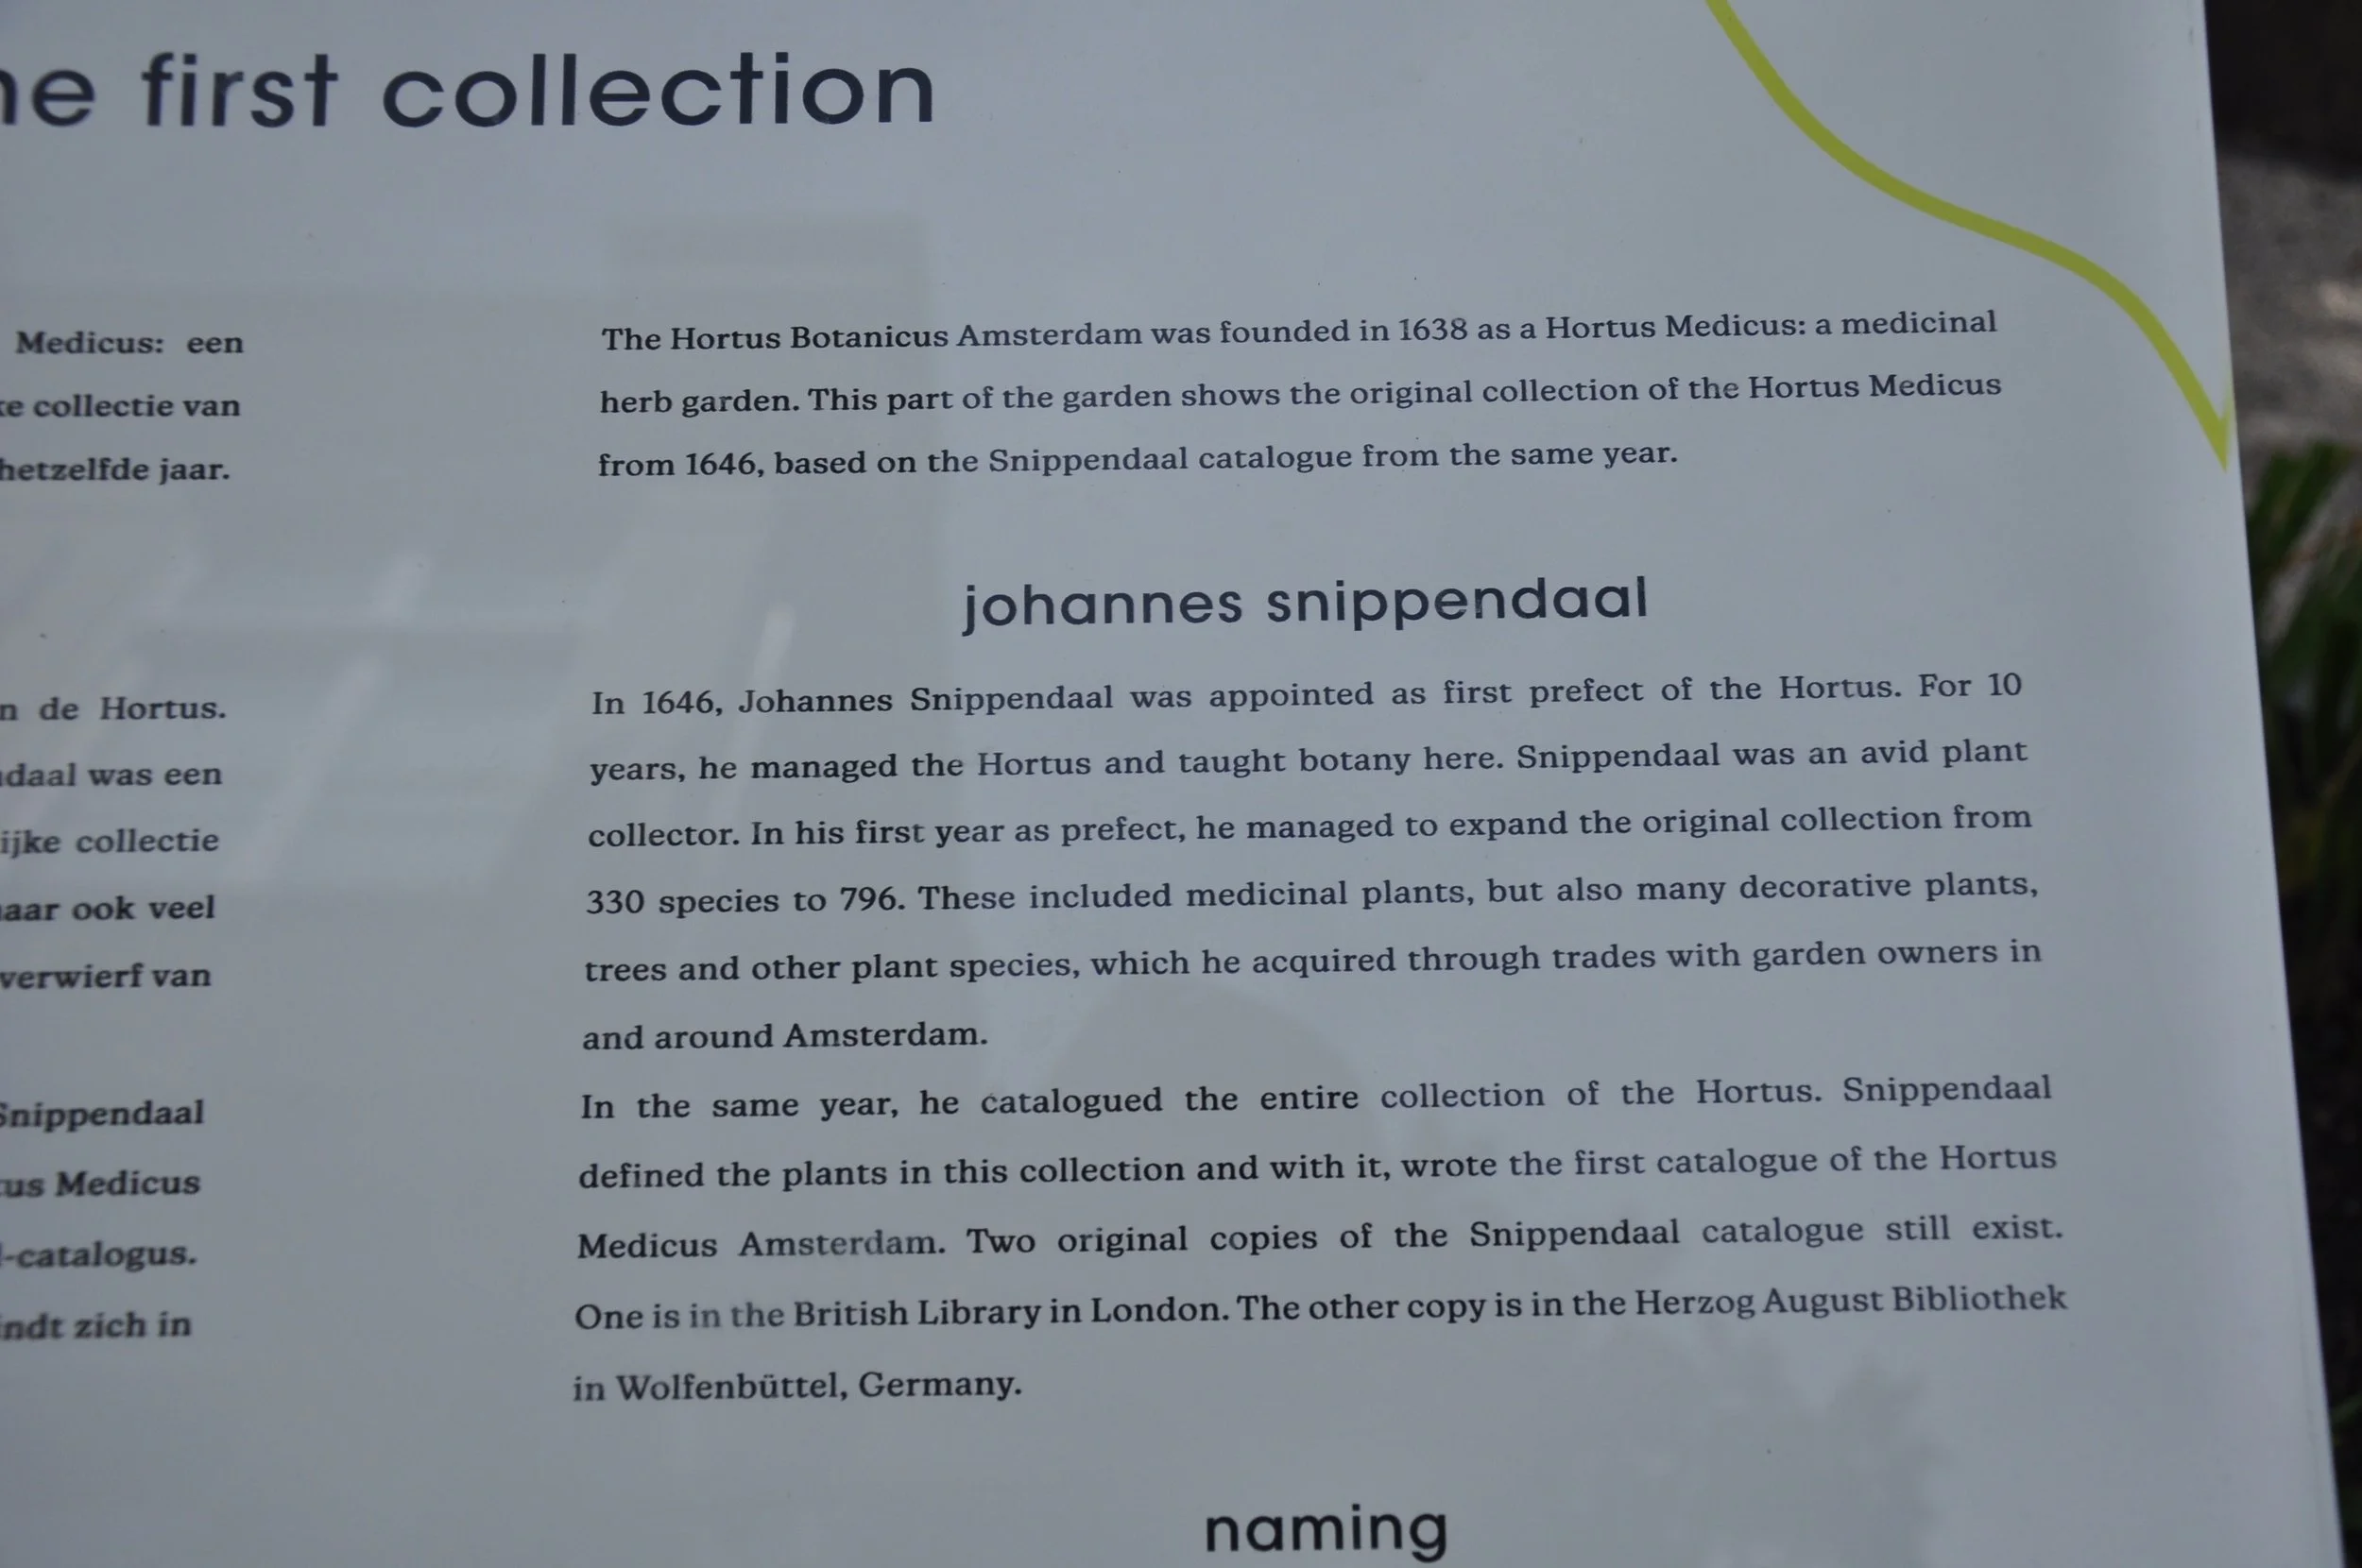 first collection
Medicus: een
collectie van
hetzelfde jaar.
de Hortus.
was een
collectie
ook veel
verwierf van
Snippendaal
Medicus
-catalogus.
zich in
The Hortus Botanicus Amsterdam was founded in 1638 as a Hortus Medicus: a medicinal
herb garden. This part of the garden shows the original collection of the Hortus Medicus
from 1646, based on the Snippendaal catalogue from the same year.
johannes snippendaal
In 1646, Johannes Snippendaal was appointed as first prefect of the Hortus. For 10
years, he managed the Hortus and taught botany here. Snippendaal was an avid plant
collector. In his first year as prefect, he managed to expand the original collection from
330 species to 796. These included medicinal plants, but also many decorative plants,
trees and other plant species, which he acquired through trades with garden owners in
and around Amsterdam.
In the same year, he catalogued the entire collection of the Hortus. Snippendaal
defined the plants in this collection and with it, wrote the first catalogue of the Hortus
Medicus Amsterdam. Two original copies of the Snippendaal catalogue still exist.
One is in the British Library in London. The other copy is in the Herzog August Bibliothek
in Wolfenbüttel, Germany.
naming